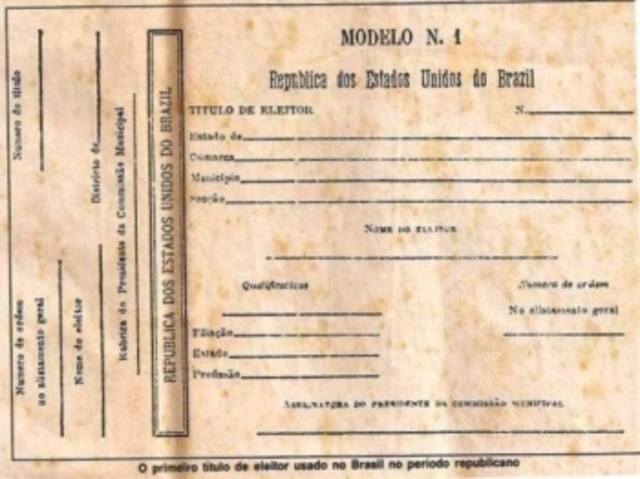 Numero do titulo
Numero de ordem
no alistamento geral
Nome do eleitor
Districto de
Rubrica do Presidente da Commissão Municipal
REPUBLICA DOS ESTADOS UNIDOS DO BRAZIL
MODELO N. 1
Republica dos Estados Unidos do Brazil
TITULO DE ELEITOR N.
Estado de
Comarca
Municipio
Secção
NOME DO ELEITOR
Qualificativos Numero de ordem
No alistamento geral
Filiação
Estado
Profissão
ASSIGNATURA DO PRESIDENTE DA COMMISSÃO MUNICIPAL
O primeiro título de eleitor usado no Brasil no período republicano